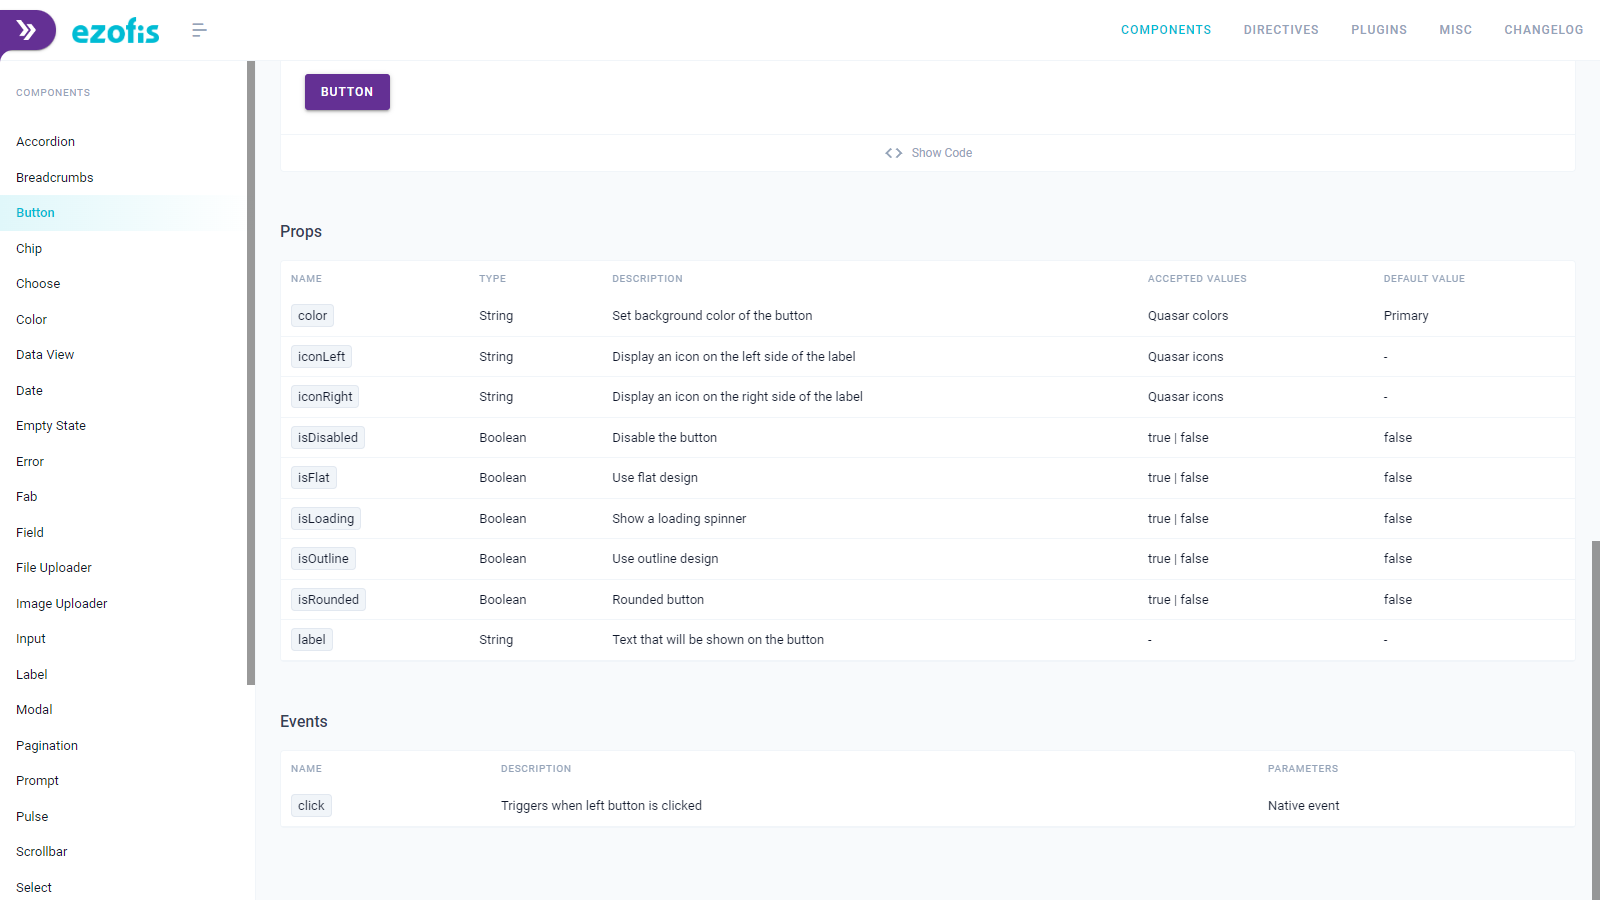 ezofis
COMPONENTS DIRECTIVES PLUGINS MISC CHANGELOG
COMPONENTS
Accordion
Breadcrumbs
Button
Chip
Choose
Color
Data View
Date
Empty State
Error
Fab
Field
File Uploader
Image Uploader
Input
Label
Modal
Pagination
Prompt
Pulse
Scrollbar
Select
BUTTON
<> Show Code
Props
NAME TYPE DESCRIPTION ACCEPTED VALUES DEFAULT VALUE
color String Set background color of the button Quasar colors Primary
iconLeft String Display an icon on the left side of the label Quasar icons -
iconRight String Display an icon on the right side of the label Quasar icons -
isDisabled Boolean Disable the button true | false false
isFlat Boolean Use flat design true | false false
isLoading Boolean Show a loading spinner true | false false
isOutline Boolean Use outline design true | false false
isRounded Boolean Rounded button true | false false
label String Text that will be shown on the button - -
Events
NAME DESCRIPTION PARAMETERS
click Triggers when left button is clicked Native event